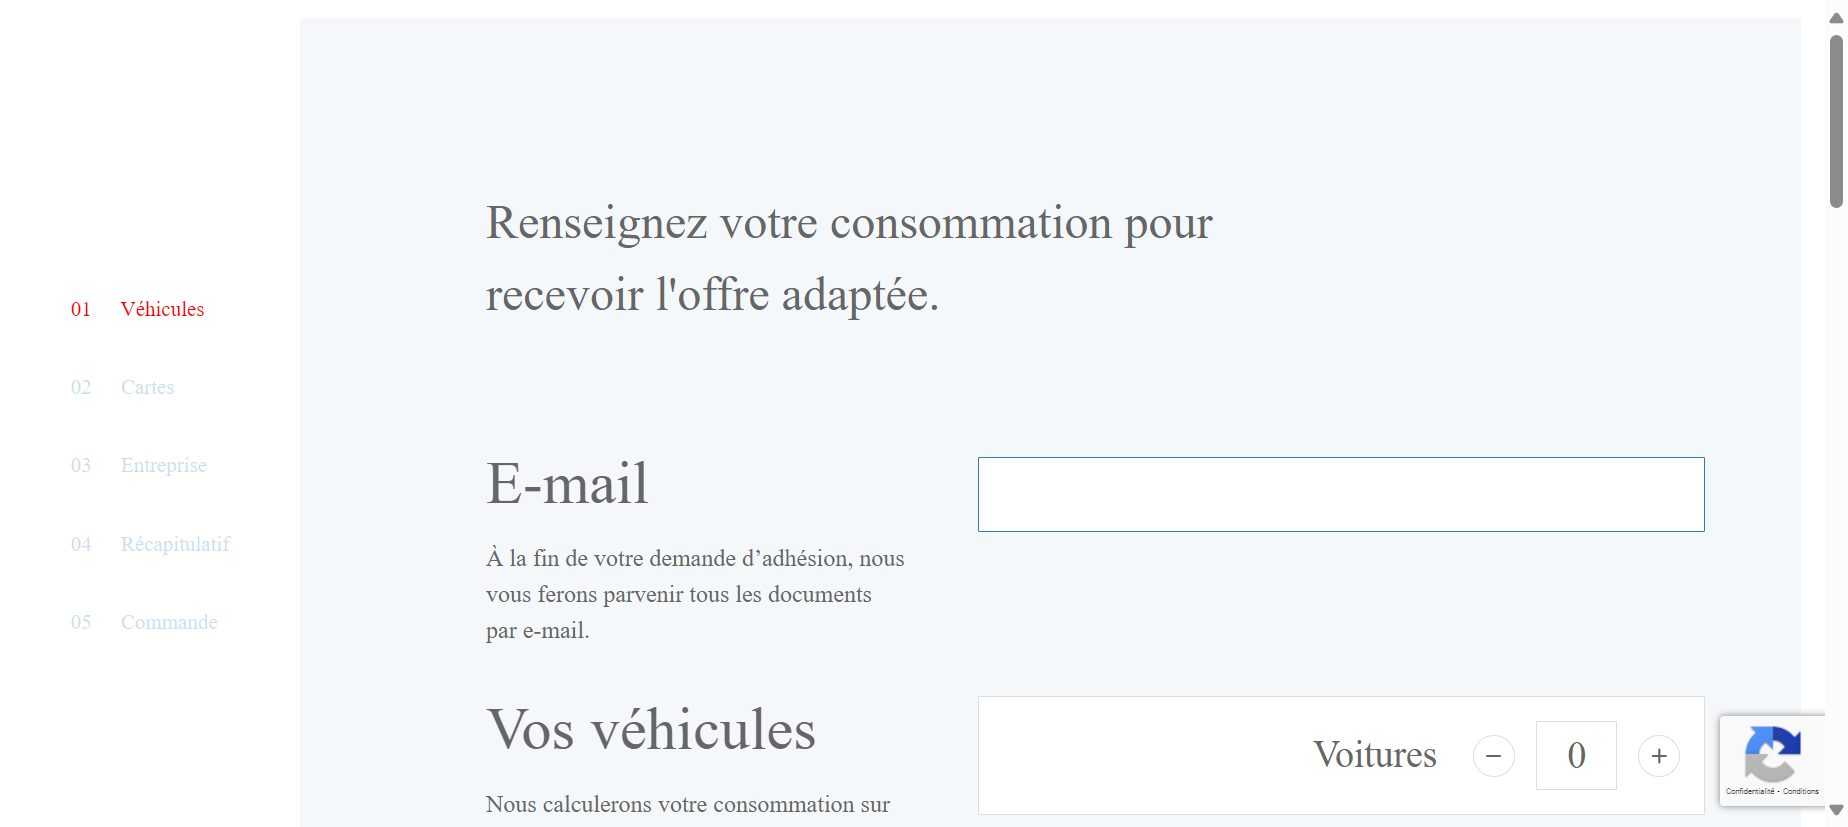 01 Véhicules
02 Cartes
03 Entreprise
04 Récapitulatif
05 Commande
Renseignez votre consommation pour
recevoir l'offre adaptée.
E-mail
À la fin de votre demande d’adhésion, nous
vous ferons parvenir tous les documents
par e-mail.
Vos véhicules
Nous calculerons votre consommation sur
Voitures − 0 +
Confidentialité - Conditions